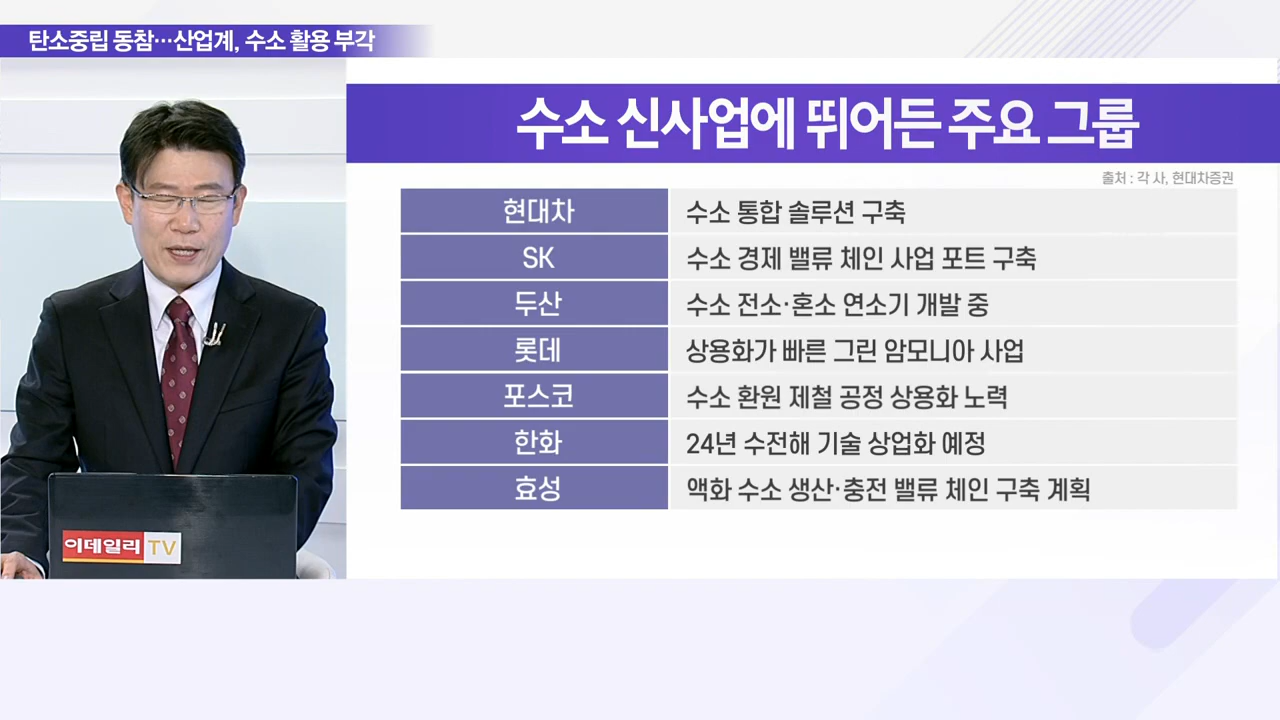 탄소중립 동참…산업계, 수소 활용 부각
수소 신사업에 뛰어든 주요 그룹
출처 : 각 사, 현대차증권
현대차 수소 통합 솔루션 구축
SK 수소 경제 밸류 체인 사업 포트 구축
두산 수소 전소·혼소 연소기 개발 중
롯데 상용화가 빠른 그린 암모니아 사업
포스코 수소 환원 제철 공정 상용화 노력
한화 24년 수전해 기술 상업화 예정
효성 액화 수소 생산·충전 밸류 체인 구축 계획
이데일리 TV